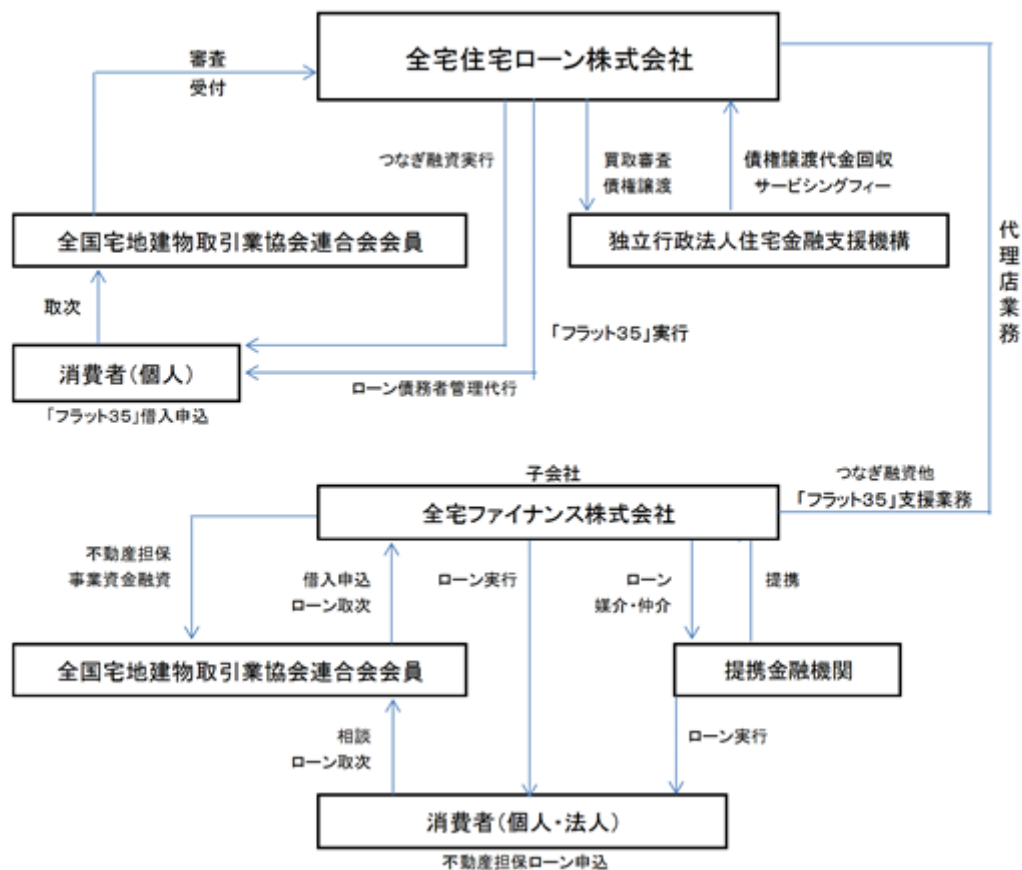 全宅住宅ローン株式会社
審査
受付
つなぎ融資実行
買取審査
債権譲渡
債権譲渡代金回収
サービシングフィー
全国宅地建物取引業協会連合会会員
独立行政法人住宅金融支援機構
代理店業務
取次
「フラット35」実行
消費者(個人)
ローン債務者管理代行
「フラット35」借入申込
子会社
つなぎ融資他
「フラット35」支援業務
全宅ファイナンス株式会社
不動産担保
事業資金融資
借入申込
ローン取次
ローン実行
ローン
媒介・仲介
提携
全国宅地建物取引業協会連合会会員
提携金融機関
相談
ローン取次
ローン実行
消費者(個人・法人)
不動産担保ローン申込